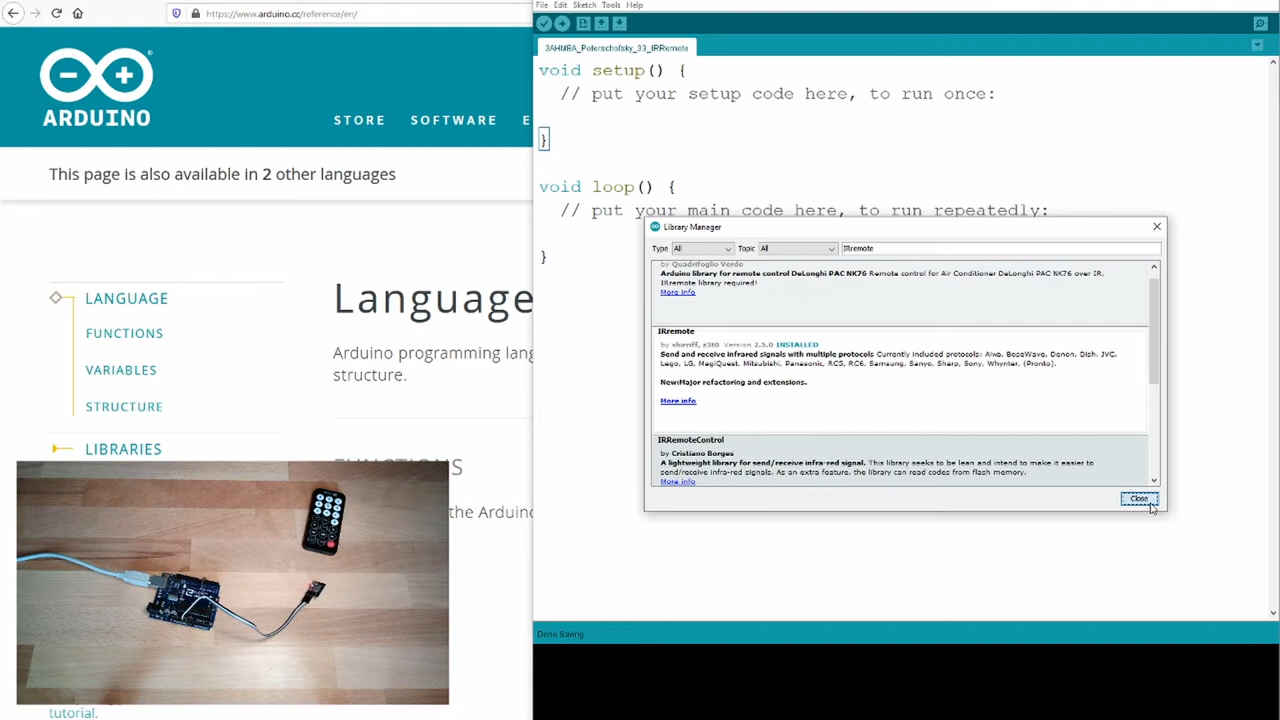 https://www.arduino.cc/reference/en/
ARDUINO
STORE SOFTWARE E
This page is also available in 2 other languages
LANGUAGE
FUNCTIONS
VARIABLES
STRUCTURE
LIBRARIES
Language
Arduino programming lang
structure.
FUNCTIONS
the Arduino
tutorial.
File Edit Sketch Tools Help
3AHMBA_Poterschofsky_33_IRRemote
void setup() {
// put your setup code here, to run once:
}
void loop() {
// put your main code here, to run repeatedly:
}
Library Manager
Type All Topic All IRremote
by Quadrifoglio Verde
Arduino library for remote control DeLonghi PAC NK76 Remote control for Air Conditioner DeLonghi PAC NK76 over IR,
IRremote library required!
More info
IRremote
by shirriff, z3t0 Version 2.5.0 INSTALLED
Send and receive infrared signals with multiple protocols Currently included protocols: Aiwa, BoseWave, Denon, Dish, JVC,
Lego, LG, MagiQuest, Mitsubishi, Panasonic, RC5, RC6, Samsung, Sanyo, Sharp, Sony, Whynter, (Pronto).
New:Major refactoring and extensions.
More info
IRRemoteControl
by Cristiano Borges
A lightweight library for send/receive infra-red signal. This library seeks to be lean and intend to make it easier to
send/receive infra-red signals. As an extra feature, the library can read codes from flash memory.
More info
Close
Done Saving.